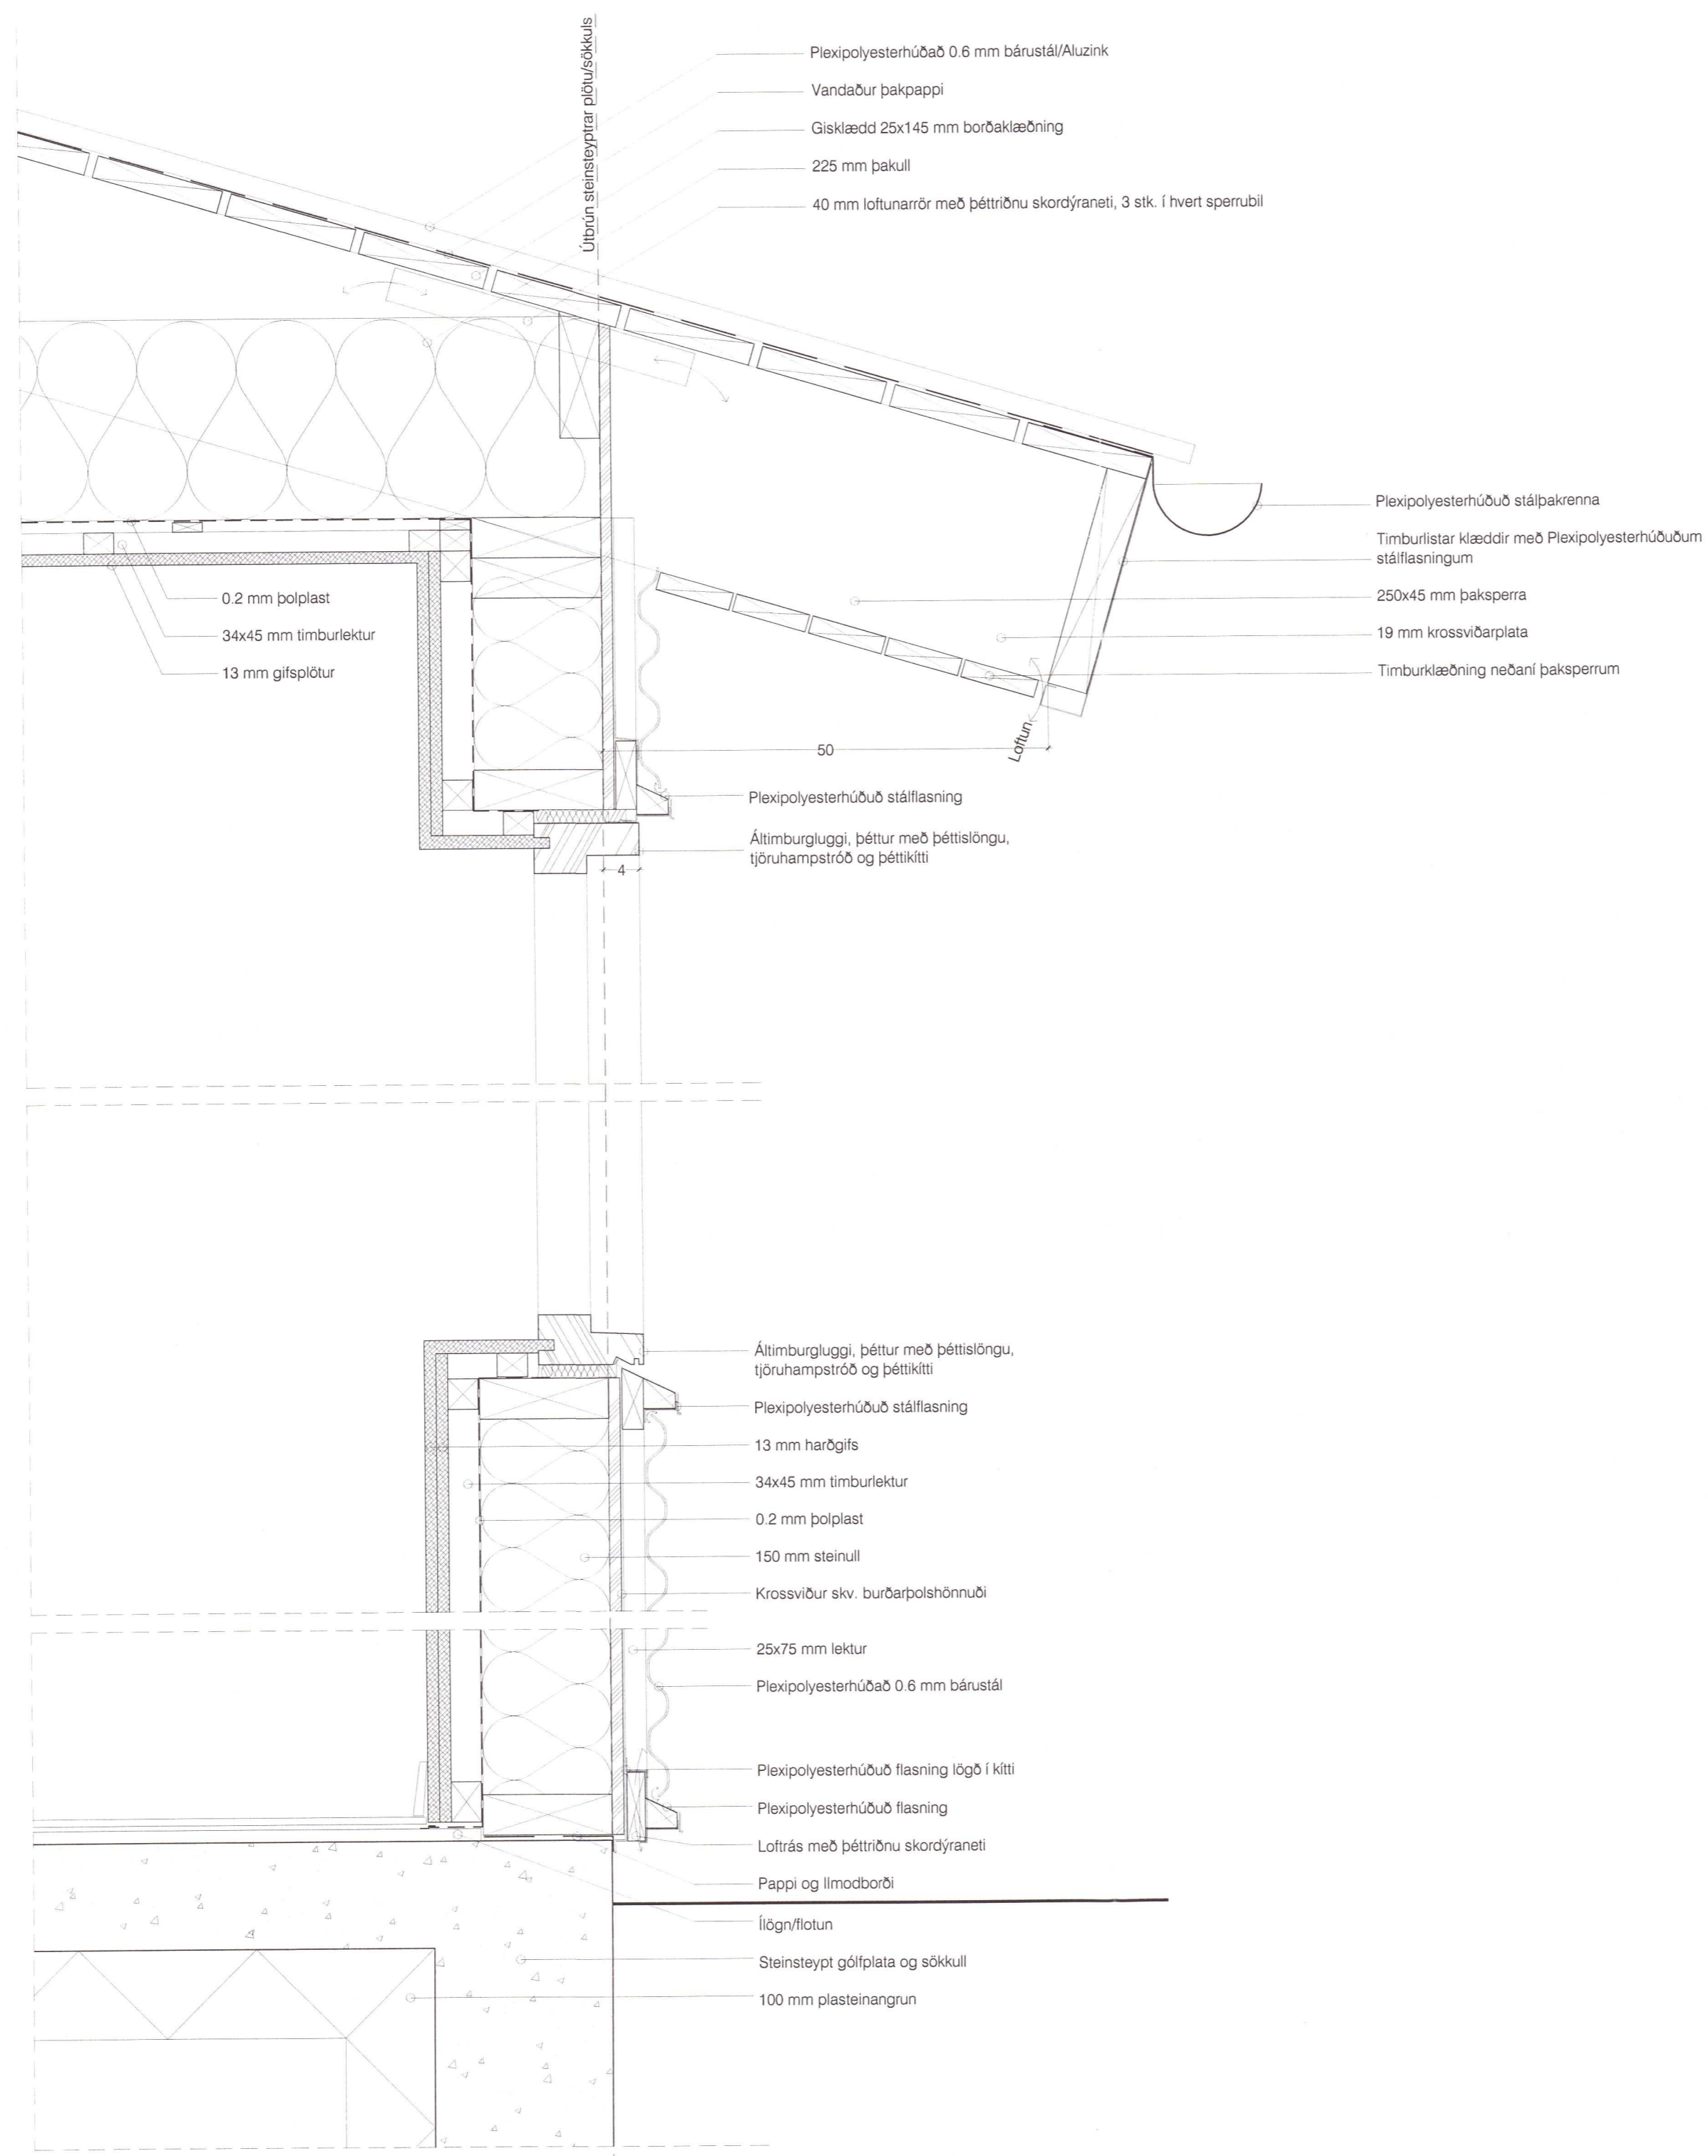 Útbrún steinsteyptrar plötu/sökkuls
Plexipolyesterhúðað 0.6 mm bárustál/Aluzink
Vandaður þakpappi
Gisklædd 25x145 mm borðaklæðning
225 mm þakull
40 mm loftunarrör með þéttriðnu skordýraneti, 3 stk. í hvert sperrubil
Plexipolyesterhúðuð stálþakrenna
Timburlistar klæddir með Plexipolyesterhúðuðum
stálflasningum
250x45 mm þaksperra
19 mm krossviðarplata
Timburklæðning neðaní þaksperrum
0.2 mm þolplast
34x45 mm timburlektur
13 mm gifsplötur
50
Loftun
Plexipolyesterhúðuð stálflasning
Áltimburgluggi, þéttur með þéttislöngu,
tjöruhampstróð og þéttikítti
4
Áltimburgluggi, þéttur með þéttislöngu,
tjöruhampstróð og þéttikítti
Plexipolyesterhúðuð stálflasning
13 mm harðgifs
34x45 mm timburlektur
0.2 mm þolplast
150 mm steinull
Krossviður skv. burðarþolshönnuði
25x75 mm lektur
Plexipolyesterhúðað 0.6 mm bárustál
Plexipolyesterhúðuð flasning lögð í kítti
Plexipolyesterhúðuð flasning
Loftrás með þéttriðnu skordýraneti
Pappi og Ilmodborði
Ílögn/flotun
Steinsteypt gólfplata og sökkull
100 mm plasteinangrun